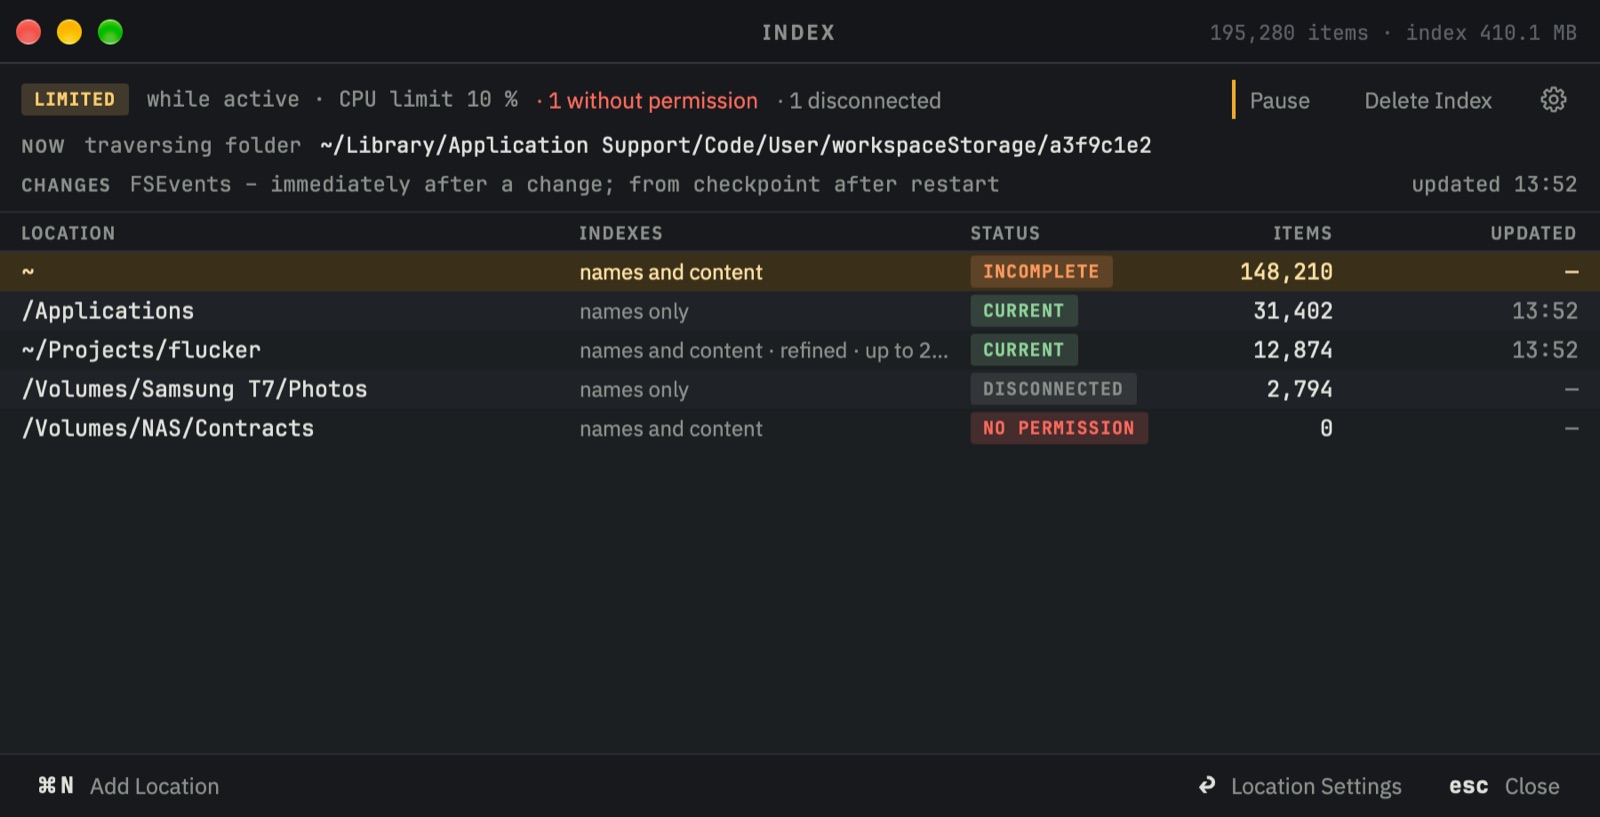 INDEX
195,280 items · index 410.1 MB
LIMITED while active · CPU limit 10 % · 1 without permission · 1 disconnected
Pause Delete Index
NOW traversing folder ~/Library/Application Support/Code/User/workspaceStorage/a3f9c1e2
CHANGES FSEvents – immediately after a change; from checkpoint after restart updated 13:52
LOCATION INDEXES STATUS ITEMS UPDATED
~ names and content INCOMPLETE 148,210 –
/Applications names only CURRENT 31,402 13:52
~/Projects/flucker names and content · refined · up to 2… CURRENT 12,874 13:52
/Volumes/Samsung T7/Photos names only DISCONNECTED 2,794 –
/Volumes/NAS/Contracts names and content NO PERMISSION 0 –
⌘N Add Location Location Settings esc Close